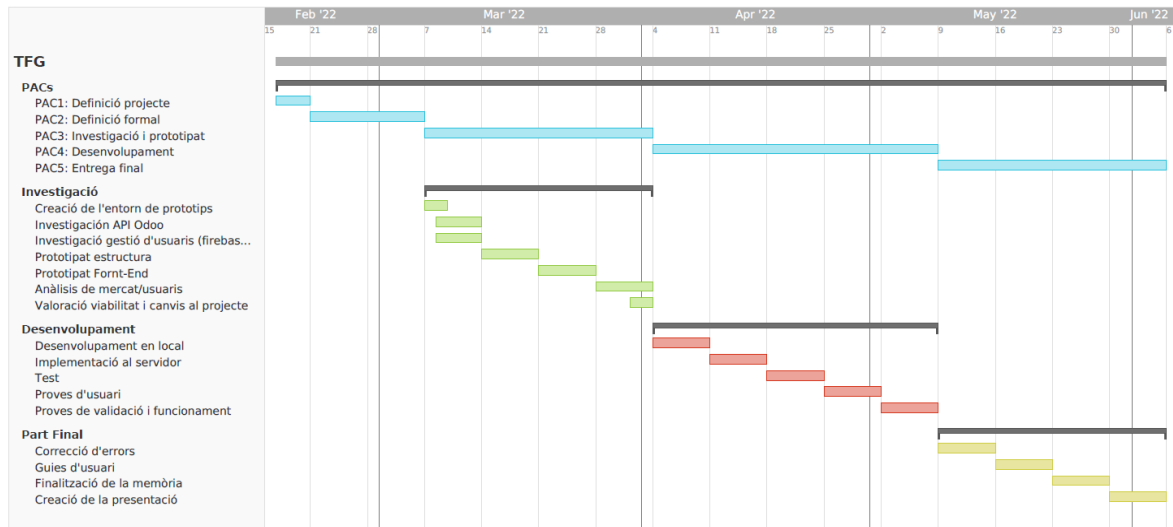 Feb '22 Mar '22 Apr '22 May '22 Jun '22
15 21 28 7 14 21 28 4 11 18 25 2 9 16 23 30 6
TFG
PACs
PAC1: Definició projecte
PAC2: Definició formal
PAC3: Investigació i prototipat
PAC4: Desenvolupament
PAC5: Entrega final
Investigació
Creació de l'entorn de prototips
Investigación API Odoo
Investigació gestió d'usuaris (firebas...
Prototipat estructura
Prototipat Fornt-End
Anàlisis de mercat/usuaris
Valoració viabilitat i canvis al projecte
Desenvolupament
Desenvolupament en local
Implementació al servidor
Test
Proves d'usuari
Proves de validació i funcionament
Part Final
Correcció d'errors
Guies d'usuari
Finalització de la memòria
Creació de la presentació